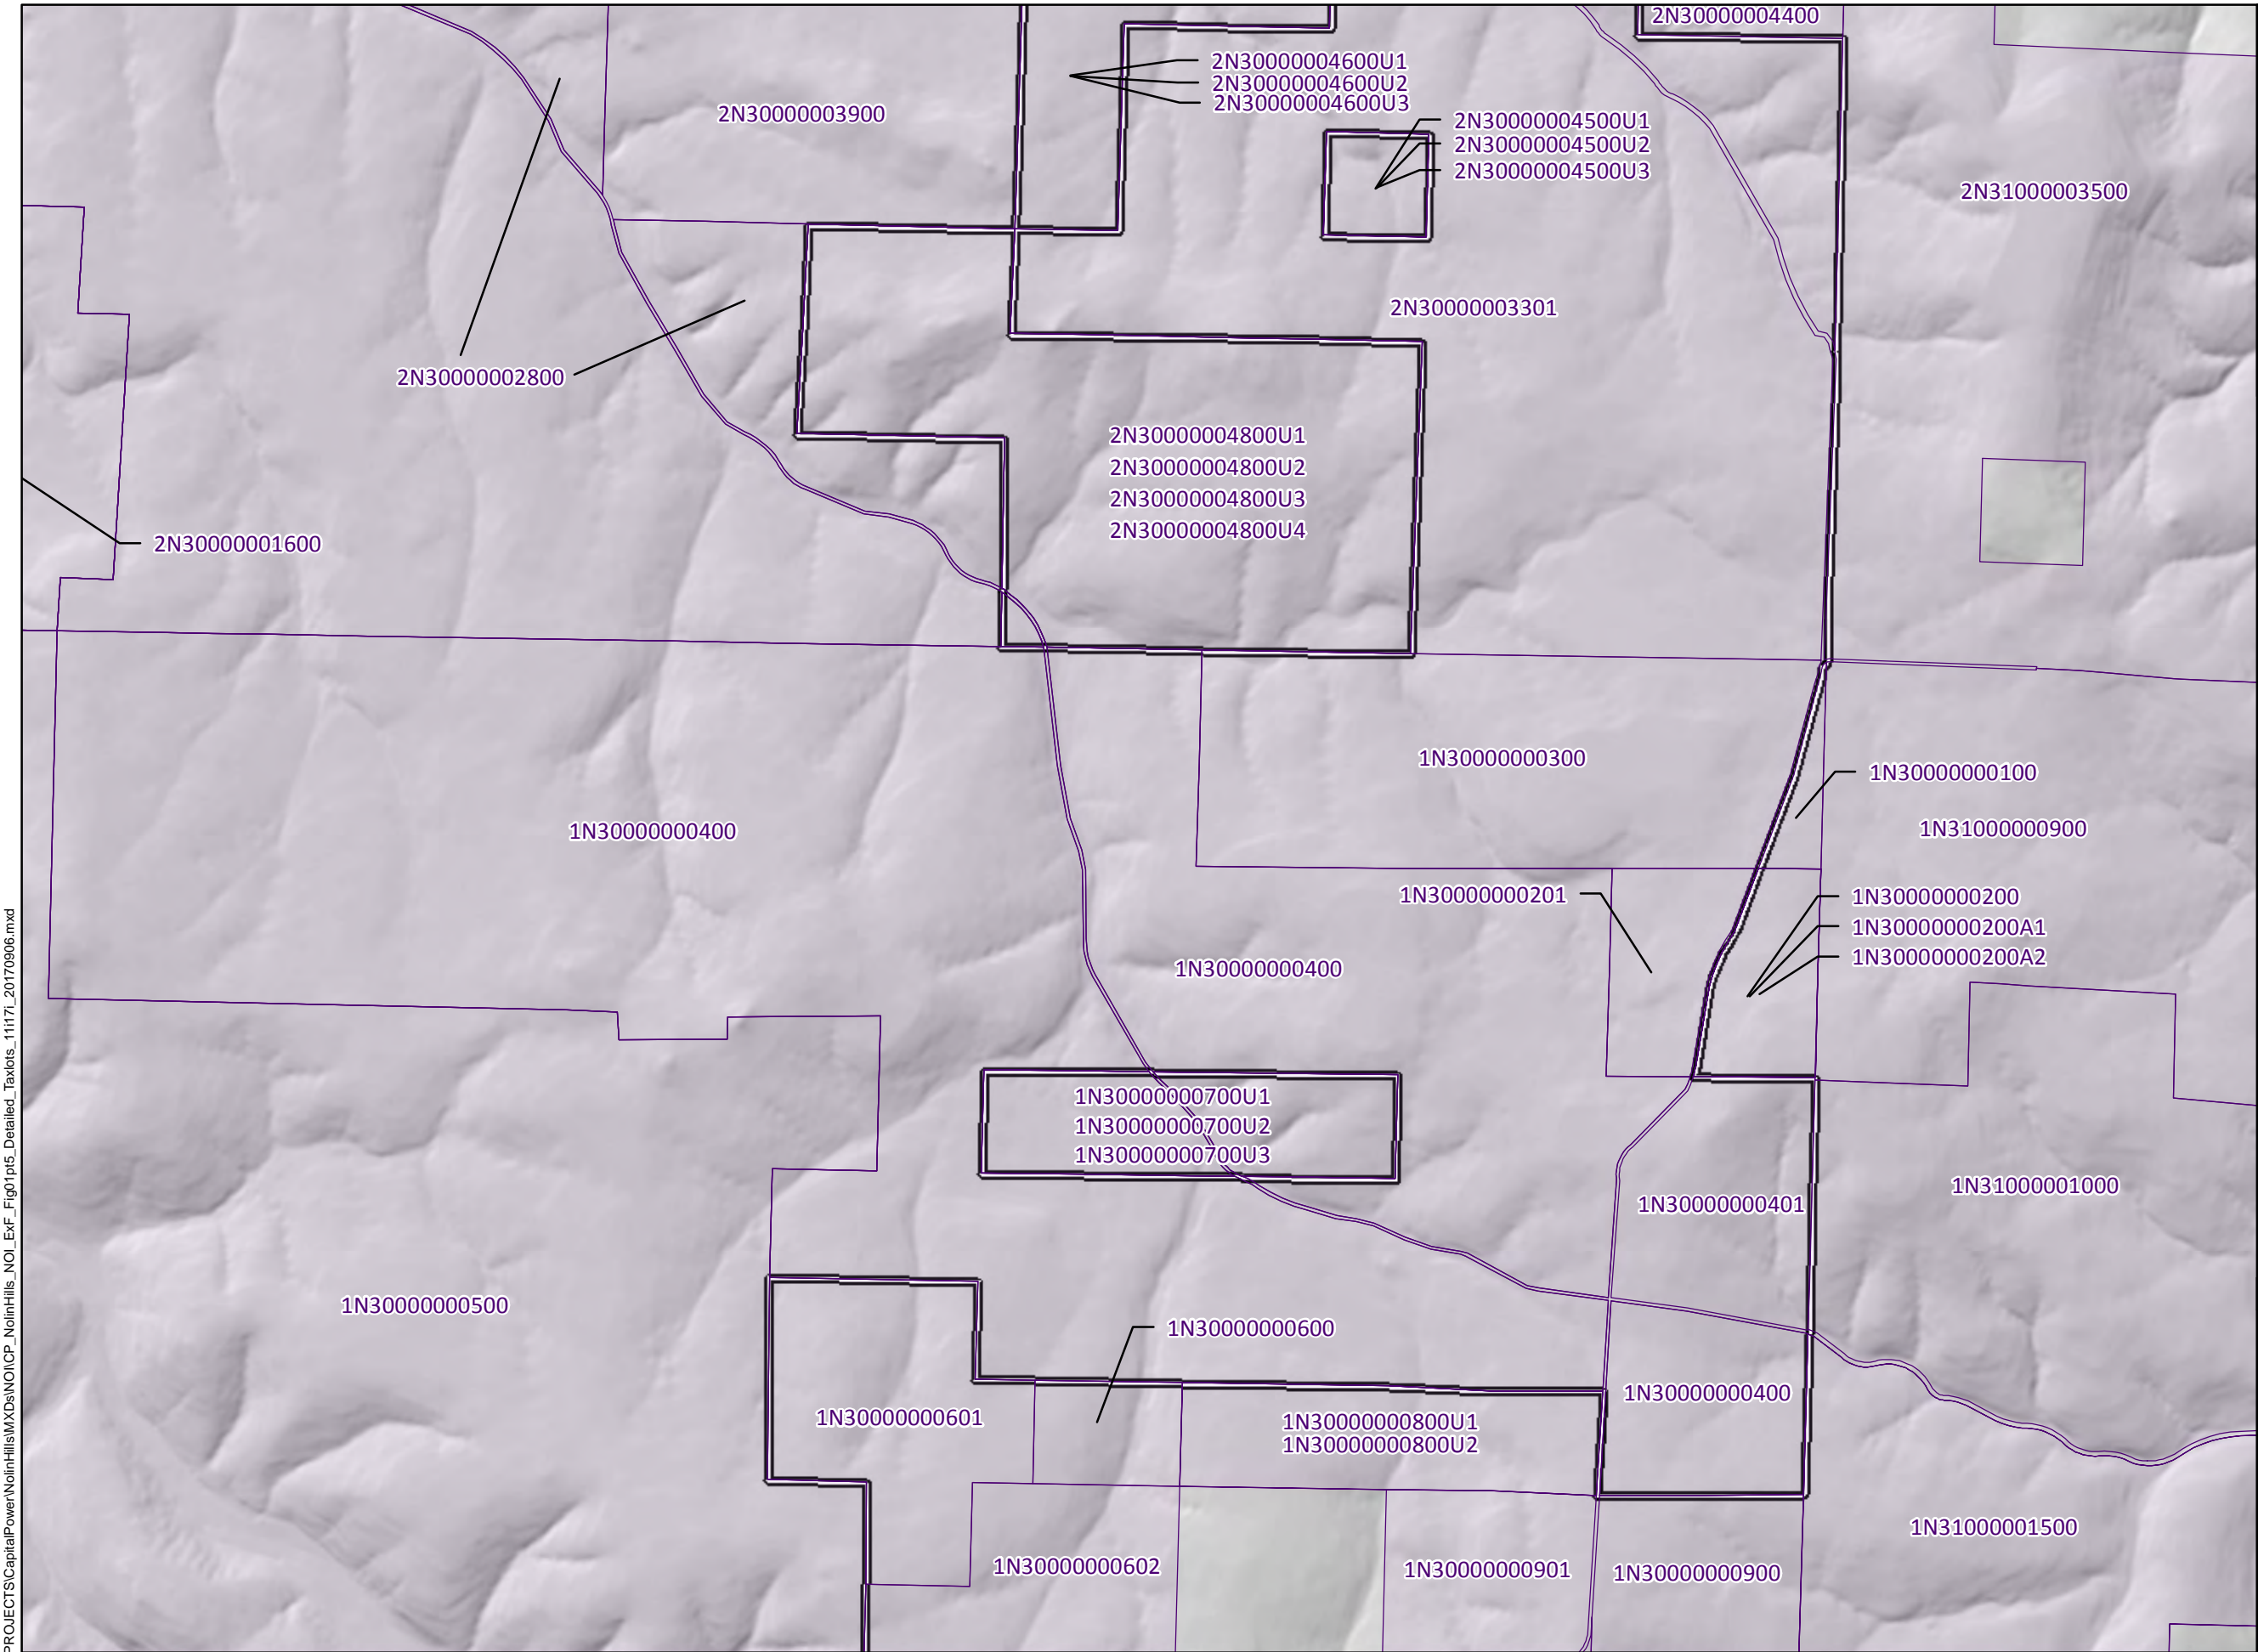 2N30000004400
2N30000004600U1
2N30000004600U2
2N30000004600U3
2N30000003900
2N30000004500U1
2N30000004500U2
2N30000004500U3
2N31000003500
2N30000003301
2N30000002800
2N30000004800U1
2N30000004800U2
2N30000004800U3
2N30000004800U4
2N30000001600
1N30000000300
1N30000000100
1N31000000900
1N30000000400
1N30000000201
1N30000000200
1N30000000200A1
1N30000000200A2
1N30000000400
1N30000000700U1
1N30000000700U2
1N30000000700U3
1N31000001000
1N30000000401
1N30000000500
1N30000000600
1N30000000400
1N30000000601
1N30000000800U1
1N30000000800U2
1N31000001500
1N30000000602
1N30000000901
1N30000000900
PROJECTS\CapitalPower\NolinHills\MXDs\NOI\CP_NolinHills_NOI_ExF_Fig01pt5_Detailed_Taxlots_11i17i_20170906.mxd